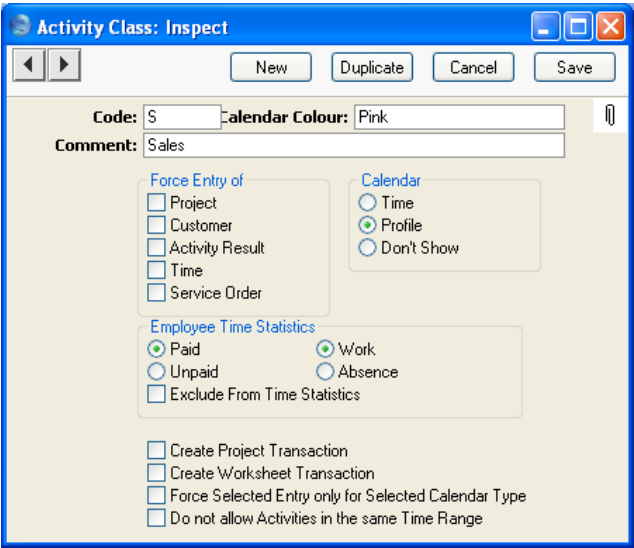 Activity Class: Inspect
New Duplicate Cancel Save
Code: S Calendar Colour: Pink
Comment: Sales
Force Entry of
Project
Customer
Activity Result
Time
Service Order
Calendar
Time
Profile
Don't Show
Employee Time Statistics
Paid Work
Unpaid Absence
Exclude From Time Statistics
Create Project Transaction
Create Worksheet Transaction
Force Selected Entry only for Selected Calendar Type
Do not allow Activities in the same Time Range